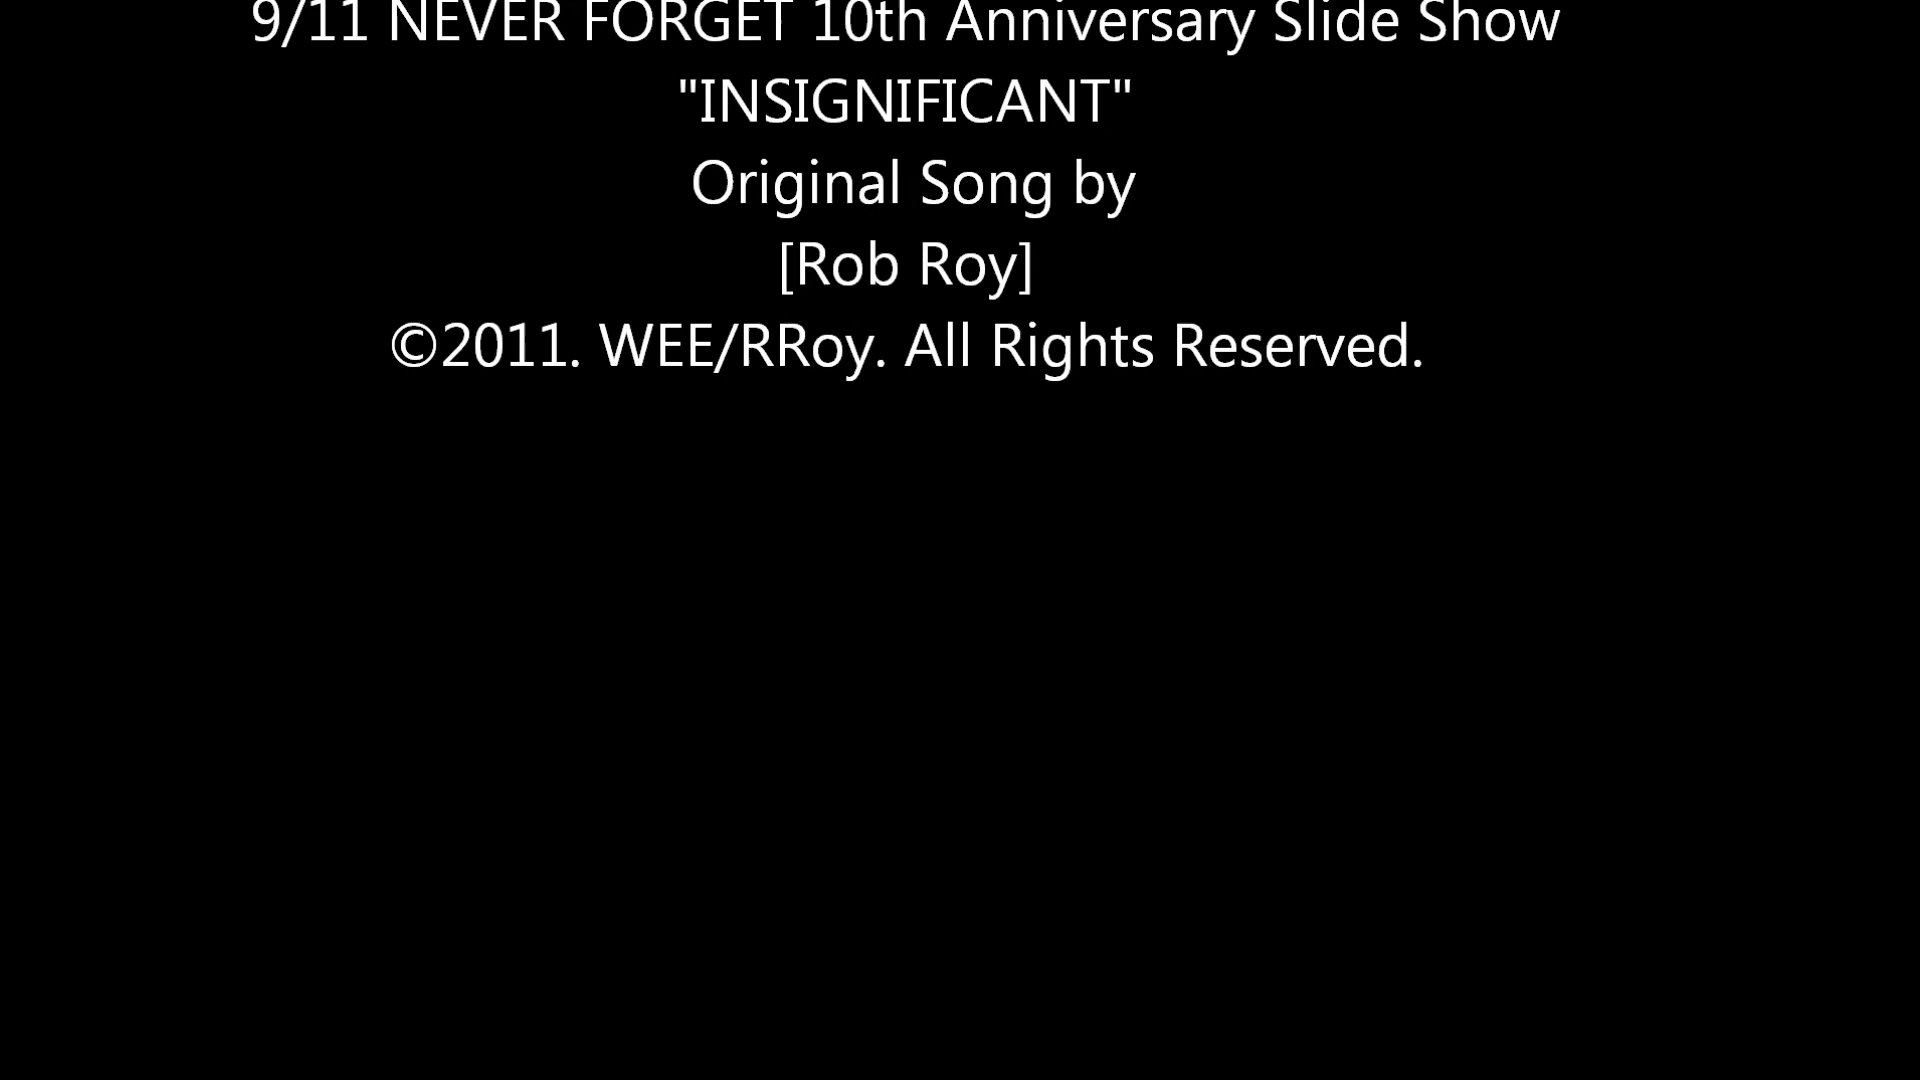 9/11 NEVER FORGET 10th Anniversary Slide Show
"INSIGNIFICANT"
Original Song by
[Rob Roy]
©2011. WEE/RRoy. All Rights Reserved.